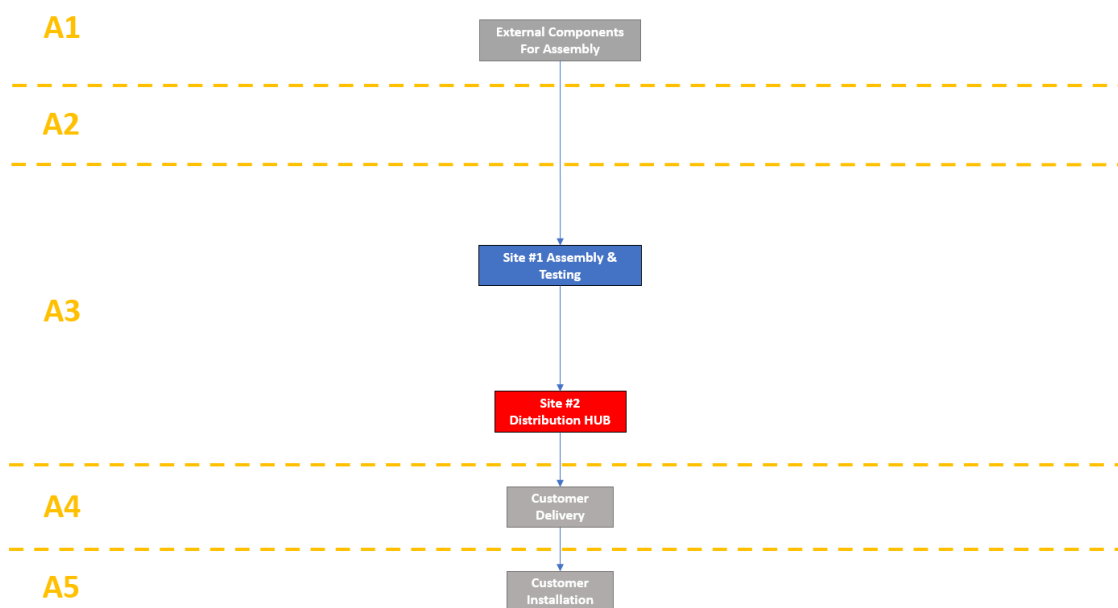 A1
External Components
For Assembly
A2
Site #1 Assembly &
Testing
A3
Site #2
Distribution HUB
A4
Customer
Delivery
A5
Customer
Installation